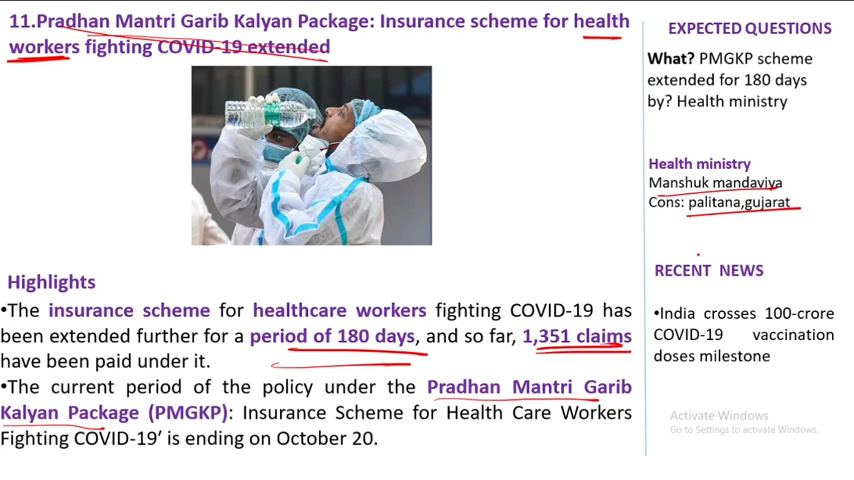 11.Pradhan Mantri Garib Kalyan Package: Insurance scheme for health
workers fighting COVID-19 extended
Highlights
•The insurance scheme for healthcare workers fighting COVID-19 has
been extended further for a period of 180 days, and so far, 1,351 claims
have been paid under it.
•The current period of the policy under the Pradhan Mantri Garib
Kalyan Package (PMGKP): Insurance Scheme for Health Care Workers
Fighting COVID-19’ is ending on October 20.
EXPECTED QUESTIONS
What? PMGKP scheme
extended for 180 days
by? Health ministry
Health ministry
Manshuk mandaviya
Cons: palitana,gujarat
RECENT NEWS
•India crosses 100-crore
COVID-19 vaccination
doses milestone
Activate Windows
Go to Settings to activate Windows.